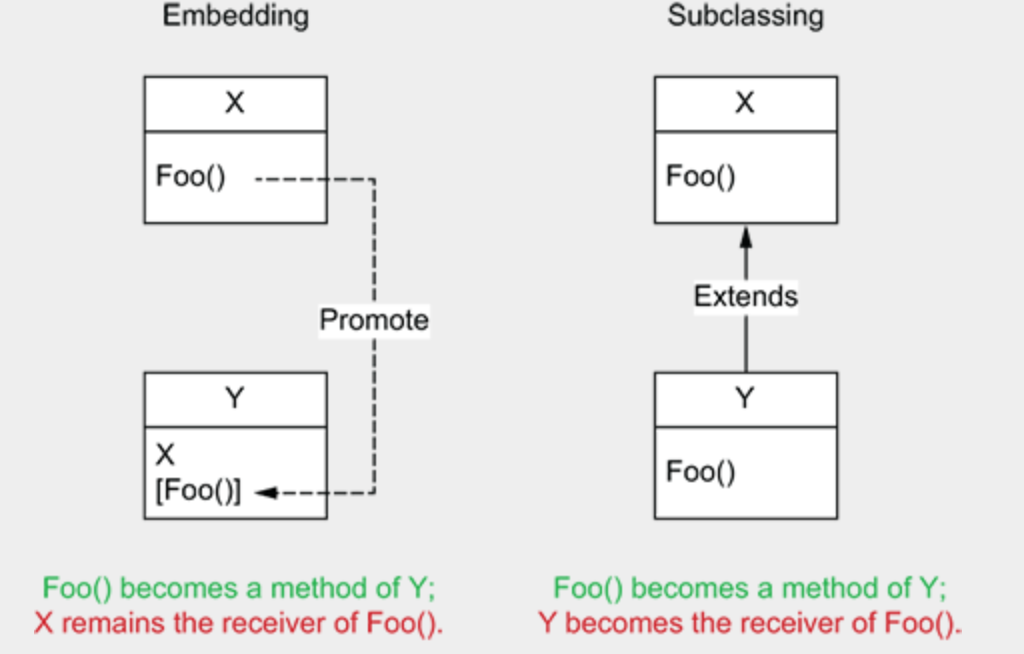 Embedding
X
Foo()
Promote
Y
X
[Foo()]
Foo() becomes a method of Y;
X remains the receiver of Foo().
Subclassing
X
Foo()
Extends
Y
Foo()
Foo() becomes a method of Y;
Y becomes the receiver of Foo().